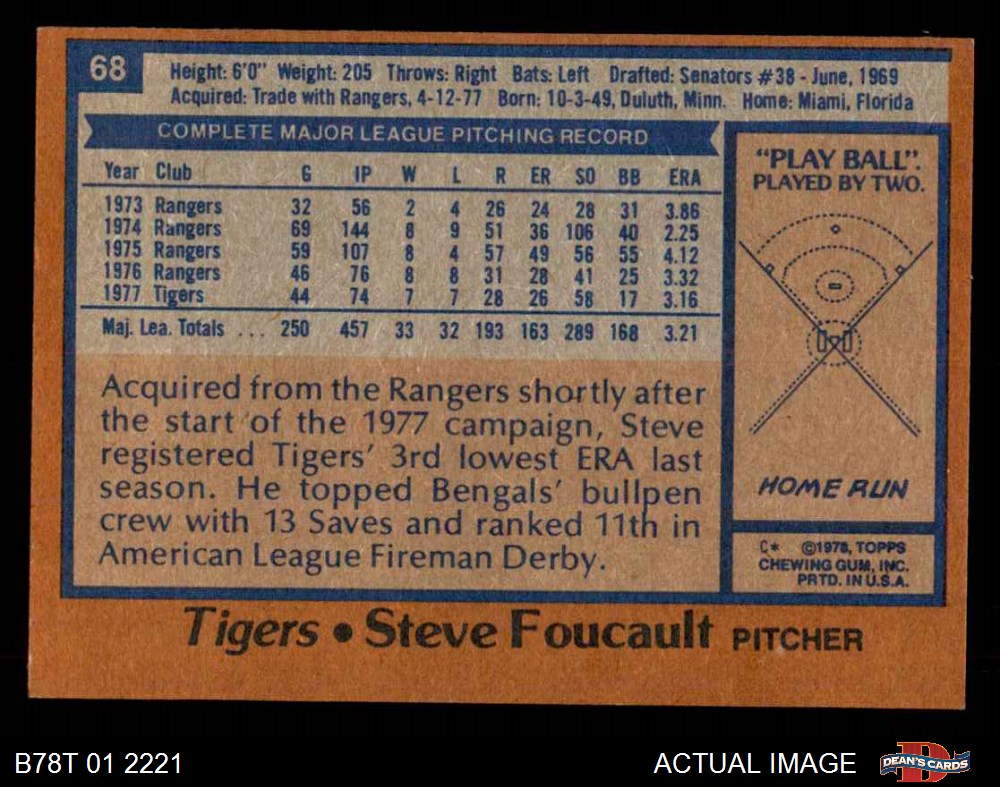 68
Height: 6'0" Weight: 205 Throws: Right Bats: Left Drafted: Senators #38 - June, 1969
Acquired: Trade with Rangers, 4-12-77 Born: 10-3-49, Duluth, Minn. Home: Miami, Florida
COMPLETE MAJOR LEAGUE PITCHING RECORD
Year Club G IP W L R ER SO BB ERA
1973 Rangers 32 56 2 4 26 24 28 31 3.86
1974 Rangers 69 144 8 9 51 36 106 40 2.25
1975 Rangers 59 107 8 4 57 49 56 55 4.12
1976 Rangers 46 76 8 8 31 28 41 25 3.32
1977 Tigers 44 74 7 7 28 26 58 17 3.16
Maj. Lea. Totals ... 250 457 33 32 193 163 289 168 3.21
Acquired from the Rangers shortly after
the start of the 1977 campaign, Steve
registered Tigers' 3rd lowest ERA last
season. He topped Bengals' bullpen
crew with 13 Saves and ranked 11th in
American League Fireman Derby.
"PLAY BALL".
PLAYED BY TWO.
HOME RUN
C* ©1978, TOPPS
CHEWING GUM, INC.
PRTD. IN U.S.A.
Tigers • Steve Foucault PITCHER
B78T 01 2221
ACTUAL IMAGE
D
DEAN'S CARDS